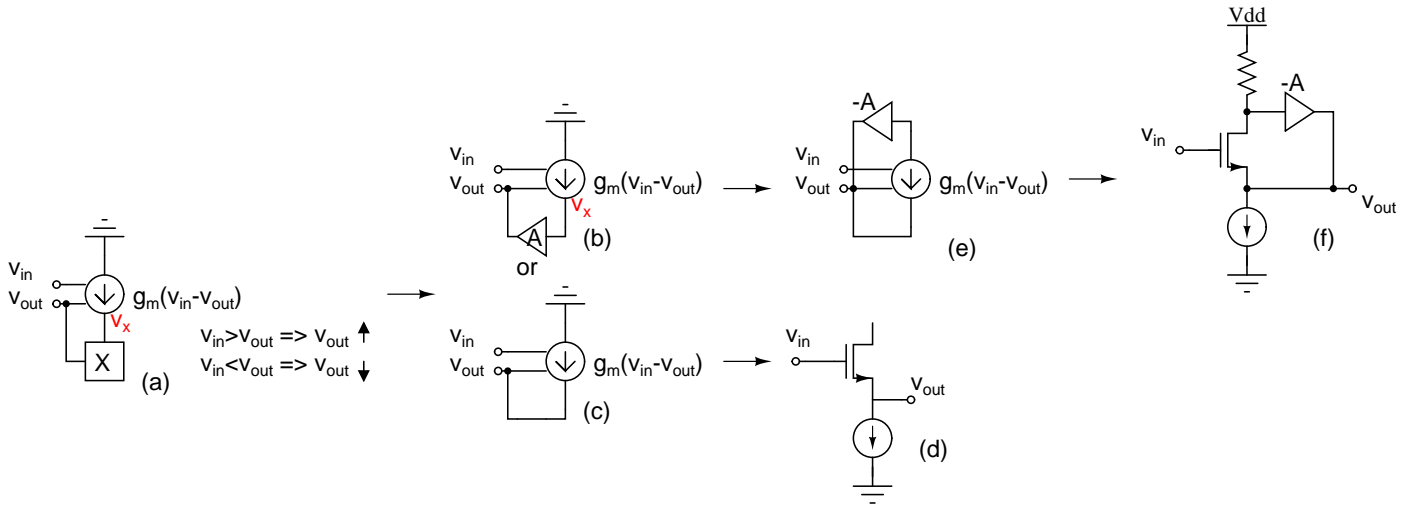 Vdd
-A
v_in
v_out
(f)
-A
v_in
v_out
g_m(v_in-v_out)
(e)
v_in
v_out
g_m(v_in-v_out)
v_x
A
(b)
or
v_in
v_out
g_m(v_in-v_out)
v_x
X
v_in>v_out => v_out
v_in<v_out => v_out
(a)
v_in
v_out
g_m(v_in-v_out)
(c)
v_in
v_out
(d)